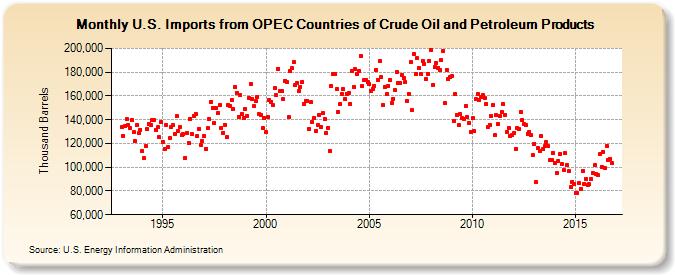 Monthly U.S. Imports from OPEC Countries of Crude Oil and Petroleum Products
Thousand Barrels
200,000
180,000
160,000
140,000
120,000
100,000
80,000
60,000
1995 2000 2005 2010 2015
Source: U.S. Energy Information Administration